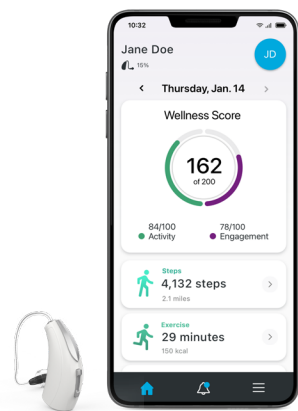 10:32
Jane Doe
JD
15%
Thursday, Jan. 14
Wellness Score
162
of 200
84/100
Activity
78/100
Engagement
Steps
4,132 steps
2.1 miles
Exercise
29 minutes
150 kcal